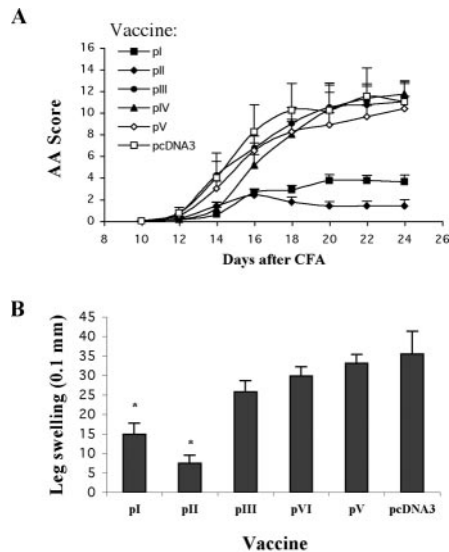 A
Vaccine:
pI
pII
pIII
pIV
pV
pcDNA3
AA Score
16
14
12
10
8
6
4
2
0
10 12 14 16 18 20 22 24 26
Days after CFA
B
Leg swelling (0.1 mm)
45
40
35
30
25
20
15
10
5
0
* *
pI pII pIII pVI pV pcDNA3
Vaccine